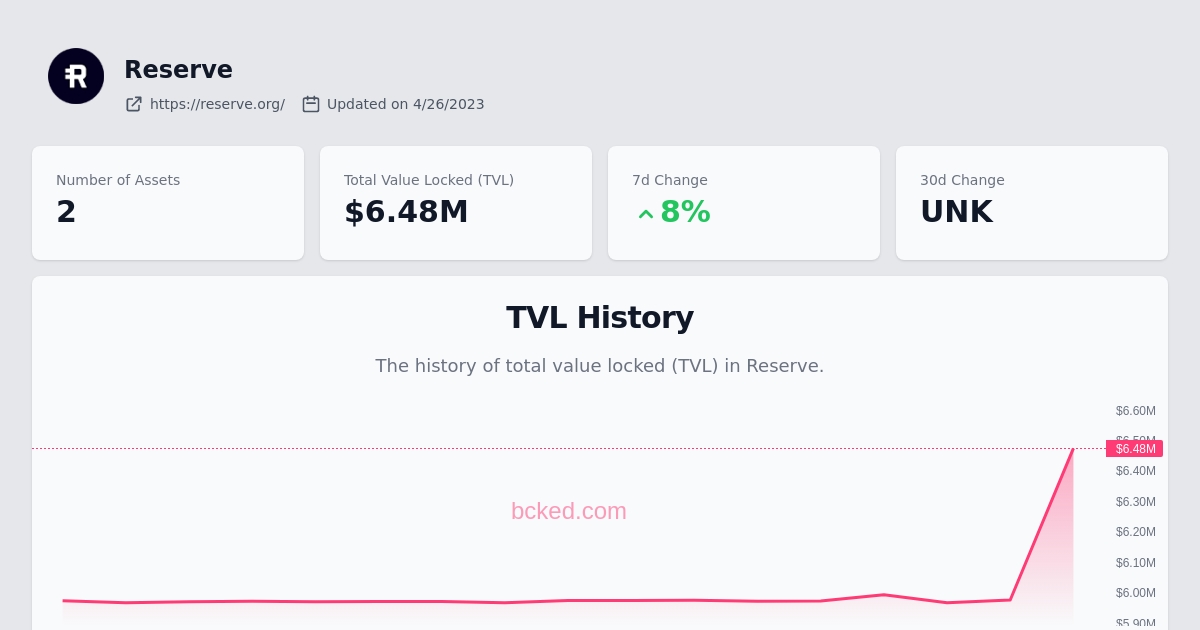 Reserve
https://reserve.org/ Updated on 4/26/2023
Number of Assets
2
Total Value Locked (TVL)
$6.48M
7d Change
8%
30d Change
UNK
TVL History
The history of total value locked (TVL) in Reserve.
$6.60M
$6.50M
$6.48M
$6.40M
$6.30M
bcked.com
$6.20M
$6.10M
$6.00M
$5.90M